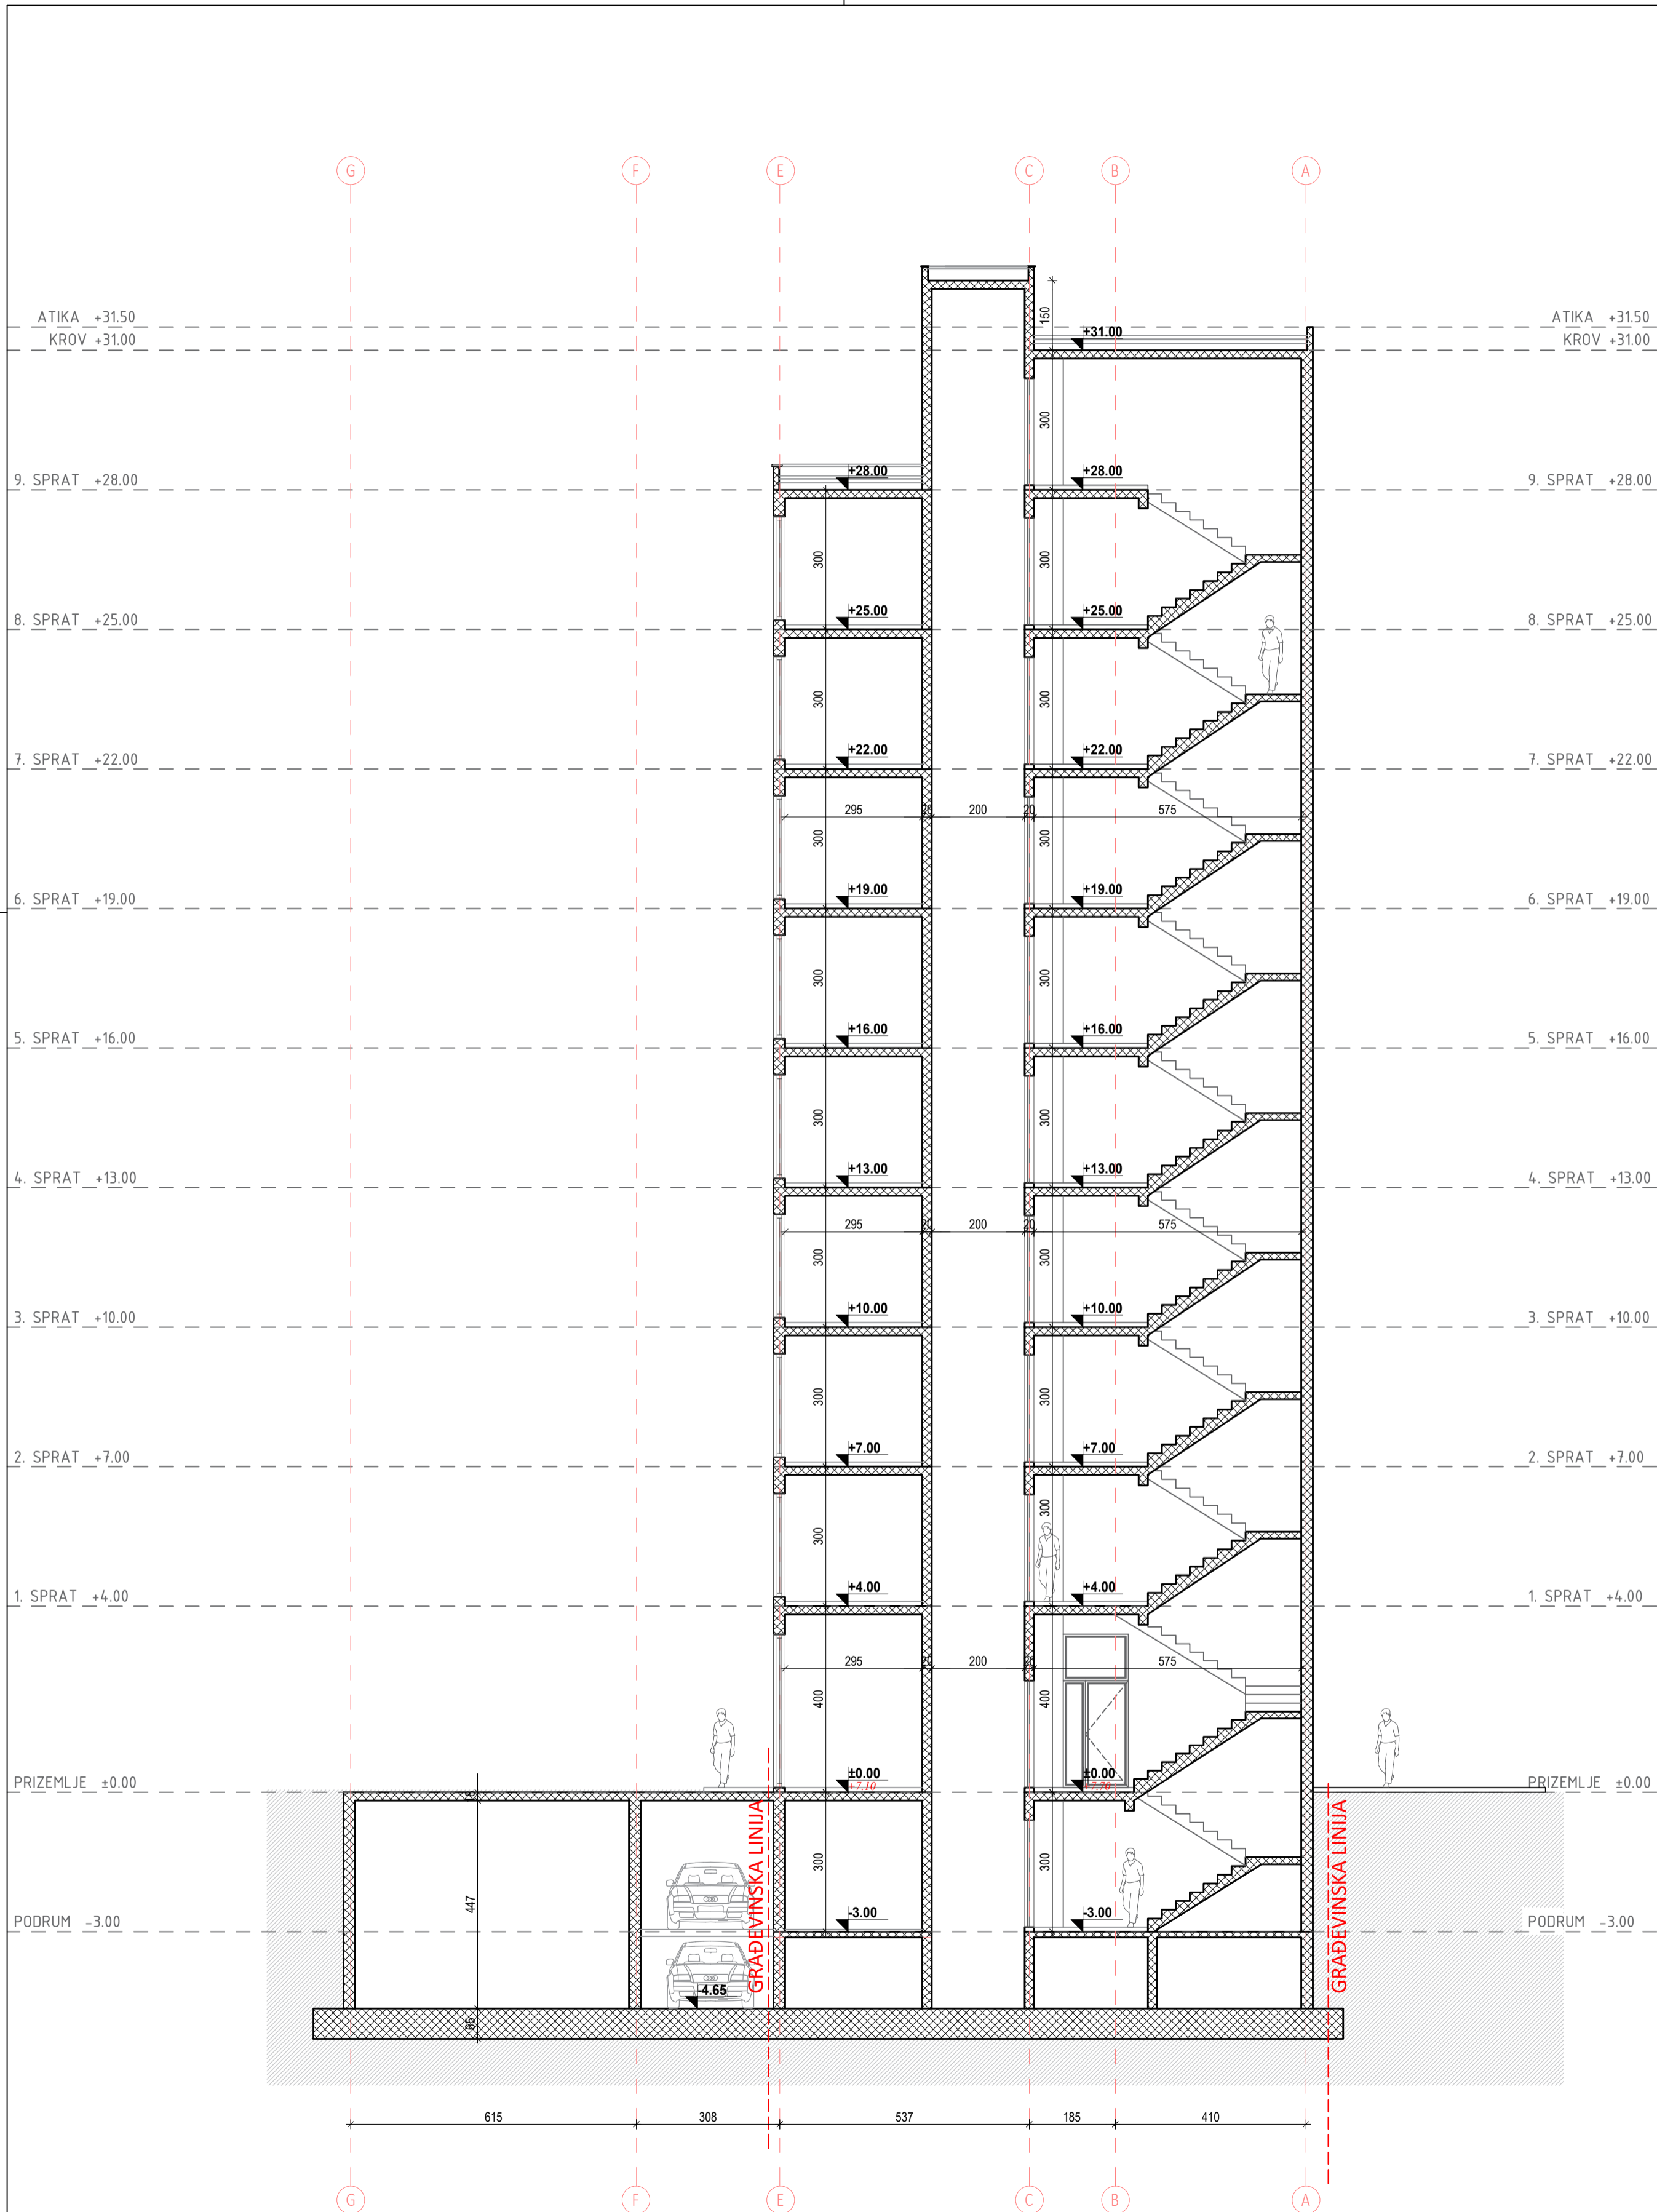 G F E C B A
ATIKA +31.50 ATIKA +31.50
150
+31.00
KROV +31.00 KROV +31.00
300
+28.00 +28.00
9. SPRAT +28.00 9. SPRAT +28.00
300 300
+25.00 +25.00
8. SPRAT +25.00 8. SPRAT +25.00
300 300
+22.00 +22.00
7. SPRAT +22.00 7. SPRAT +22.00
295 20 200 20 575
300 300
+19.00 +19.00
6. SPRAT +19.00 6. SPRAT +19.00
300 300
+16.00 +16.00
5. SPRAT +16.00 5. SPRAT +16.00
300 300
+13.00 +13.00
4. SPRAT +13.00 4. SPRAT +13.00
295 20 200 20 575
300 300
+10.00 +10.00
3. SPRAT +10.00 3. SPRAT +10.00
300 300
+7.00 +7.00
2. SPRAT +7.00 2. SPRAT +7.00
300 300
+4.00 +4.00
1. SPRAT +4.00 1. SPRAT +4.00
295 20 200 20 575
400 400
±0.00 ±0.00
PRIZEMLJE ±0.00 +7.10 +7.70 PRIZEMLJE ±0.00
GRAĐEVINSKA LINIJA GRAĐEVINSKA LINIJA
447 300 300
-3.00 -3.00
PODRUM -3.00 PODRUM -3.00
-4.65
65
615 308 537 185 410
G F E C B A